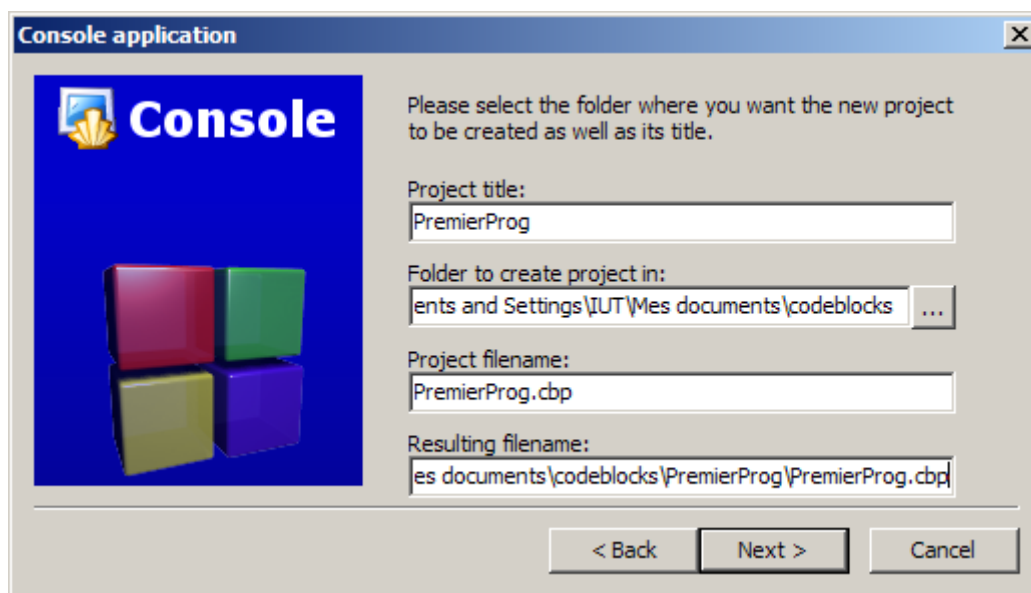 Console application
Console
Please select the folder where you want the new project
to be created as well as its title.
Project title:
PremierProg
Folder to create project in:
ents and Settings\IUT\Mes documents\codeblocks
...
Project filename:
PremierProg.cbp
Resulting filename:
es documents\codeblocks\PremierProg\PremierProg.cbp
< Back Next > Cancel